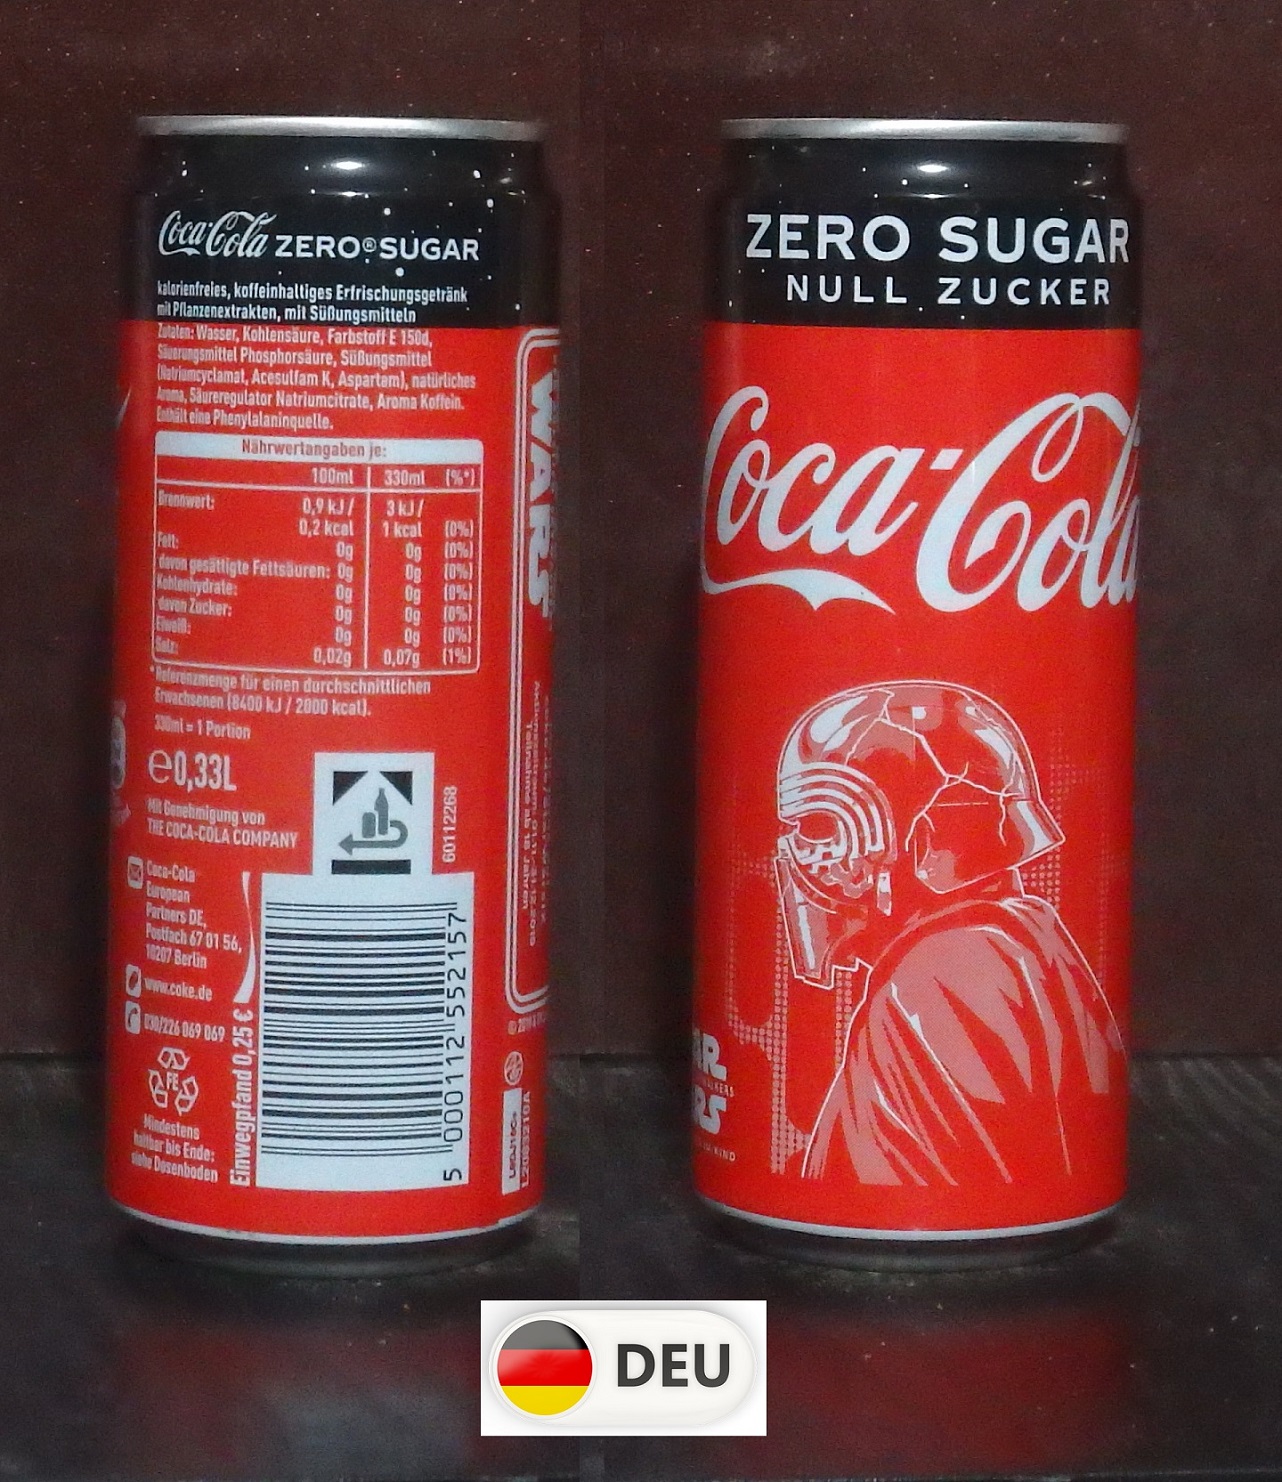 Coca-Cola ZERO® SUGAR
kalorienfreies, koffeinhaltiges Erfrischungsgetränk
mit Pflanzenextrakten, mit Süßungsmitteln
Zutaten: Wasser, Kohlensäure, Farbstoff E 150d,
Säuerungsmittel Phosphorsäure, Süßungsmittel
(Natriumcyclamat, Acesulfam K, Aspartam), natürliches
Aroma, Säureregulator Natriumcitrate, Aroma Koffein.
Enthält eine Phenylalaninquelle.
Nährwertangaben je:
100ml 330ml (%*)
Brennwert: 0,9 kJ / 3 kJ /
0,2 kcal 1 kcal (0%)
Fett: 0g 0g (0%)
davon gesättigte Fettsäuren: 0g 0g (0%)
Kohlenhydrate: 0g 0g (0%)
davon Zucker: 0g 0g (0%)
Eiweiß: 0g 0g (0%)
Salz: 0,02g 0,07g (1%)
*Referenzmenge für einen durchschnittlichen
Erwachsenen (8400 kJ / 2000 kcal).
330ml = 1 Portion
e0,33L
Mit Genehmigung von
THE COCA-COLA COMPANY
60112268
Coca-Cola
European
Partners DE,
Postfach 67 01 56,
10207 Berlin
www.coke.de
030/226 069 069
FE
Mindestens
haltbar bis Ende:
siehe Dosenboden
Einwegpfand 0,25 €
5 000112 552157
WARS
Teilnahme ab 18 Jahren
ZERO SUGAR
NULL ZUCKER
Coca-Cola
DEU